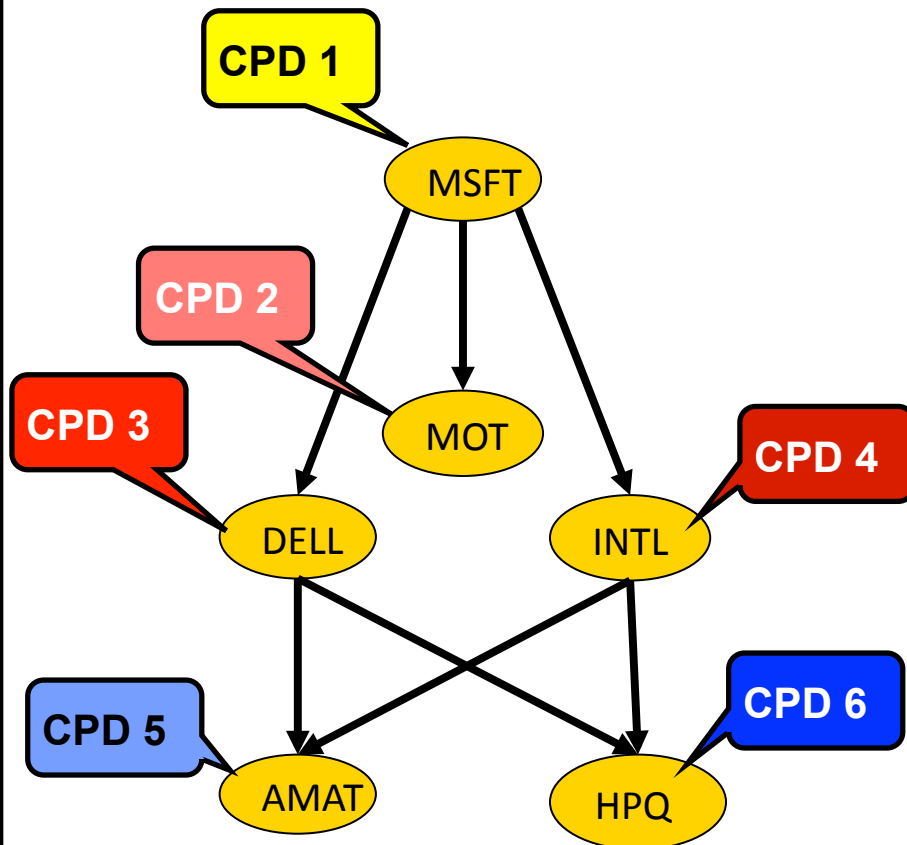 CPD 1
MSFT
CPD 2
CPD 3
MOT
CPD 4
DELL
INTL
CPD 5
CPD 6
AMAT
HPQ